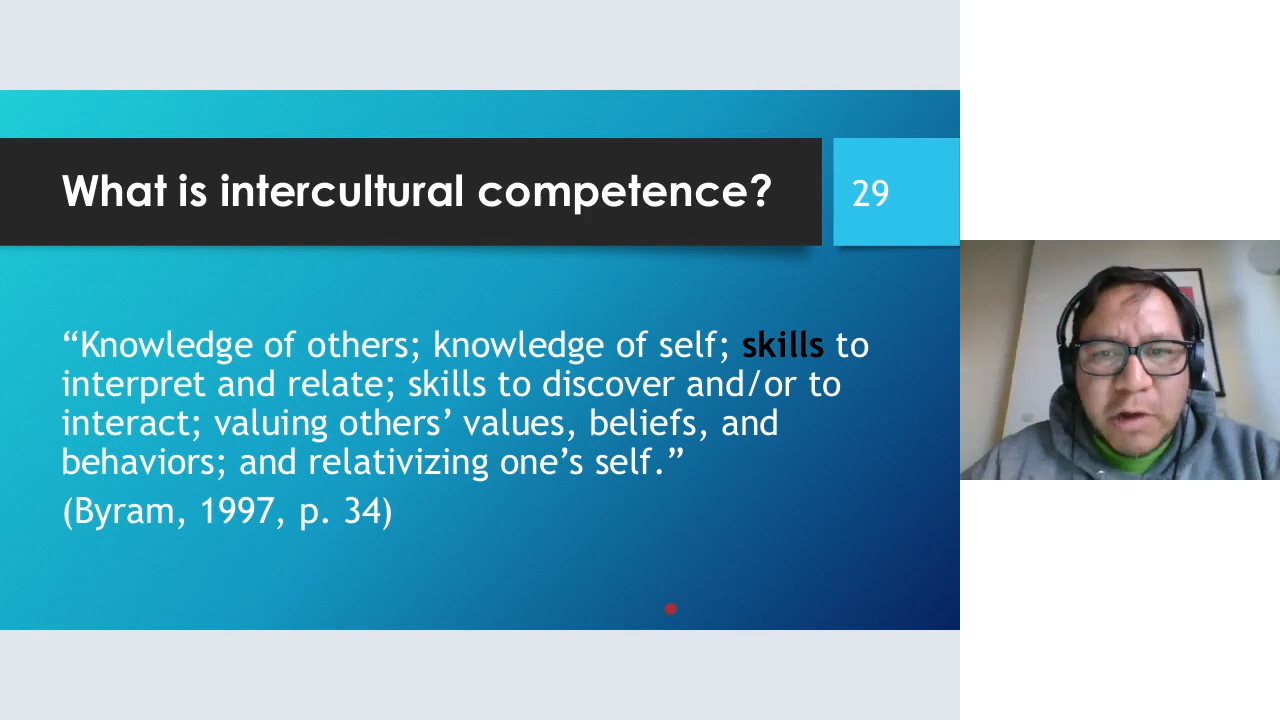 What is intercultural competence?
29
“Knowledge of others; knowledge of self; skills to
interpret and relate; skills to discover and/or to
interact; valuing others’ values, beliefs, and
behaviors; and relativizing one’s self.”
(Byram, 1997, p. 34)